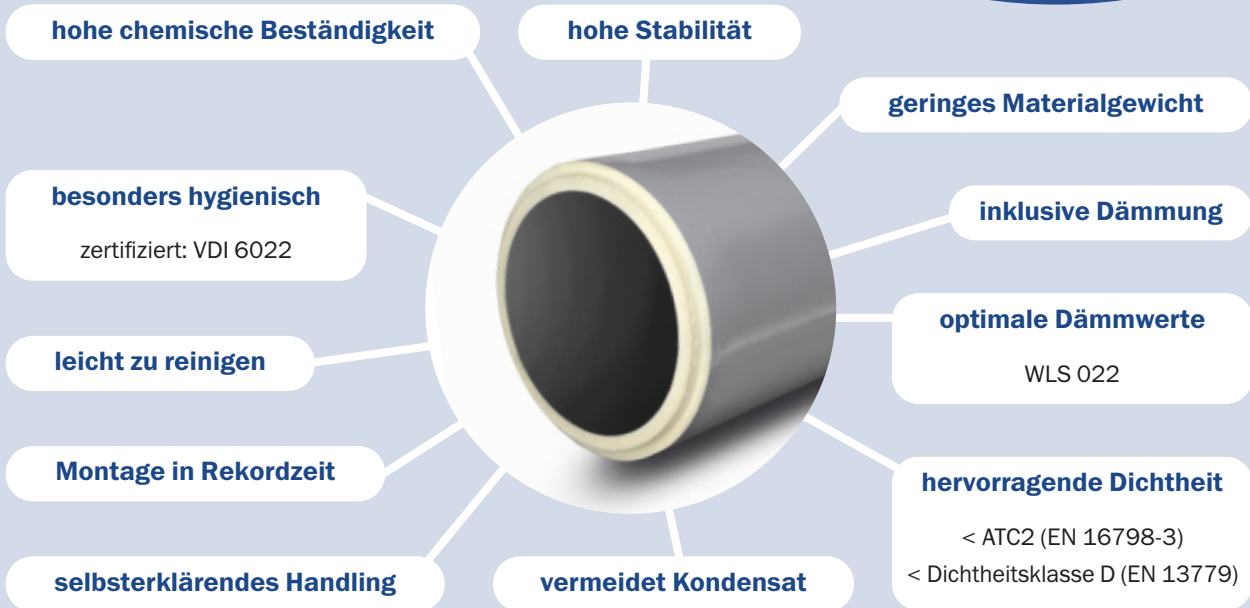 hohe chemische Beständigkeit
hohe Stabilität
geringes Materialgewicht
besonders hygienisch
zertifiziert: VDI 6022
inklusive Dämmung
optimale Dämmwerte
WLS 022
leicht zu reinigen
Montage in Rekordzeit
hervorragende Dichtheit
< ATC2 (EN 16798-3)
< Dichtheitsklasse D (EN 13779)
selbsterklärendes Handling
vermeidet Kondensat